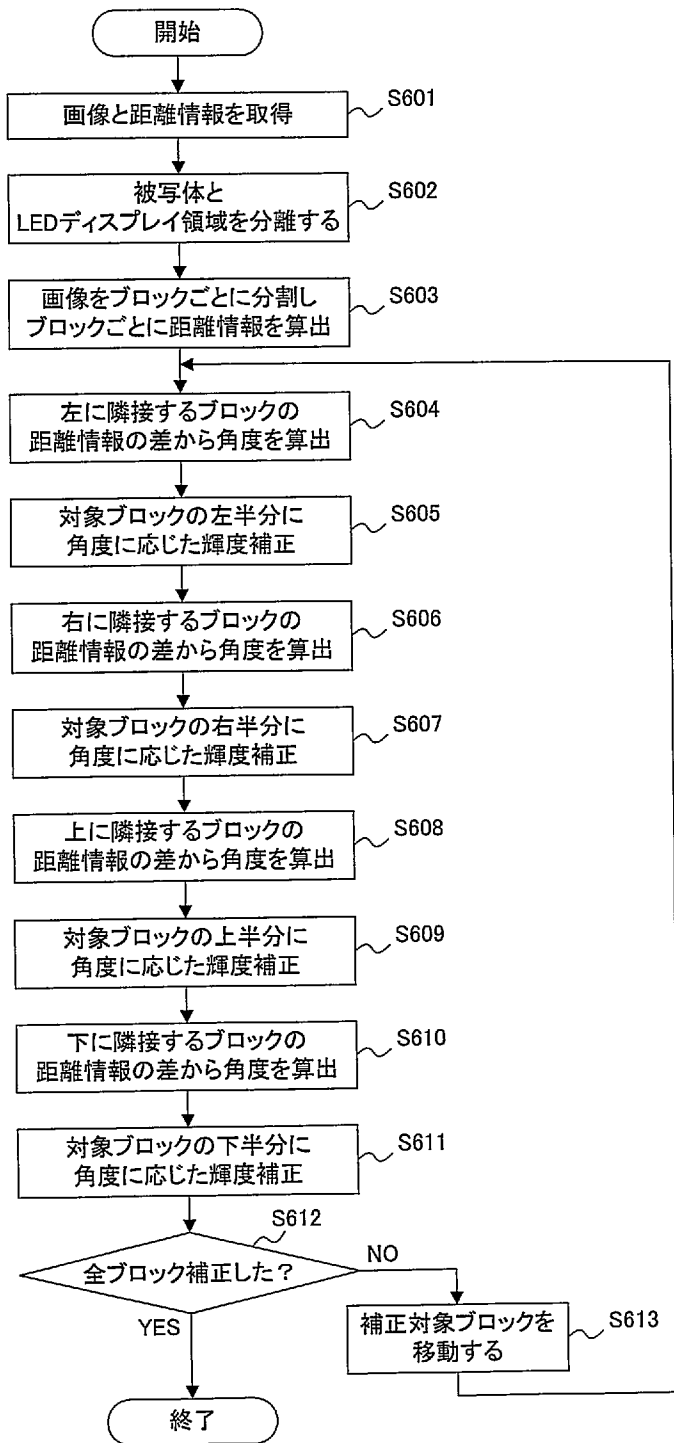 開始
画像と距離情報を取得
S601
被写体と
LEDディスプレイ領域を分離する
S602
画像をブロックごとに分割し
ブロックごとに距離情報を算出
S603
左に隣接するブロックの
距離情報の差から角度を算出
S604
対象ブロックの左半分に
角度に応じた輝度補正
S605
右に隣接するブロックの
距離情報の差から角度を算出
S606
対象ブロックの右半分に
角度に応じた輝度補正
S607
上に隣接するブロックの
距離情報の差から角度を算出
S608
対象ブロックの上半分に
角度に応じた輝度補正
S609
下に隣接するブロックの
距離情報の差から角度を算出
S610
対象ブロックの下半分に
角度に応じた輝度補正
S611
S612
全ブロック補正した？
NO
YES
補正対象ブロックを
移動する
S613
終了